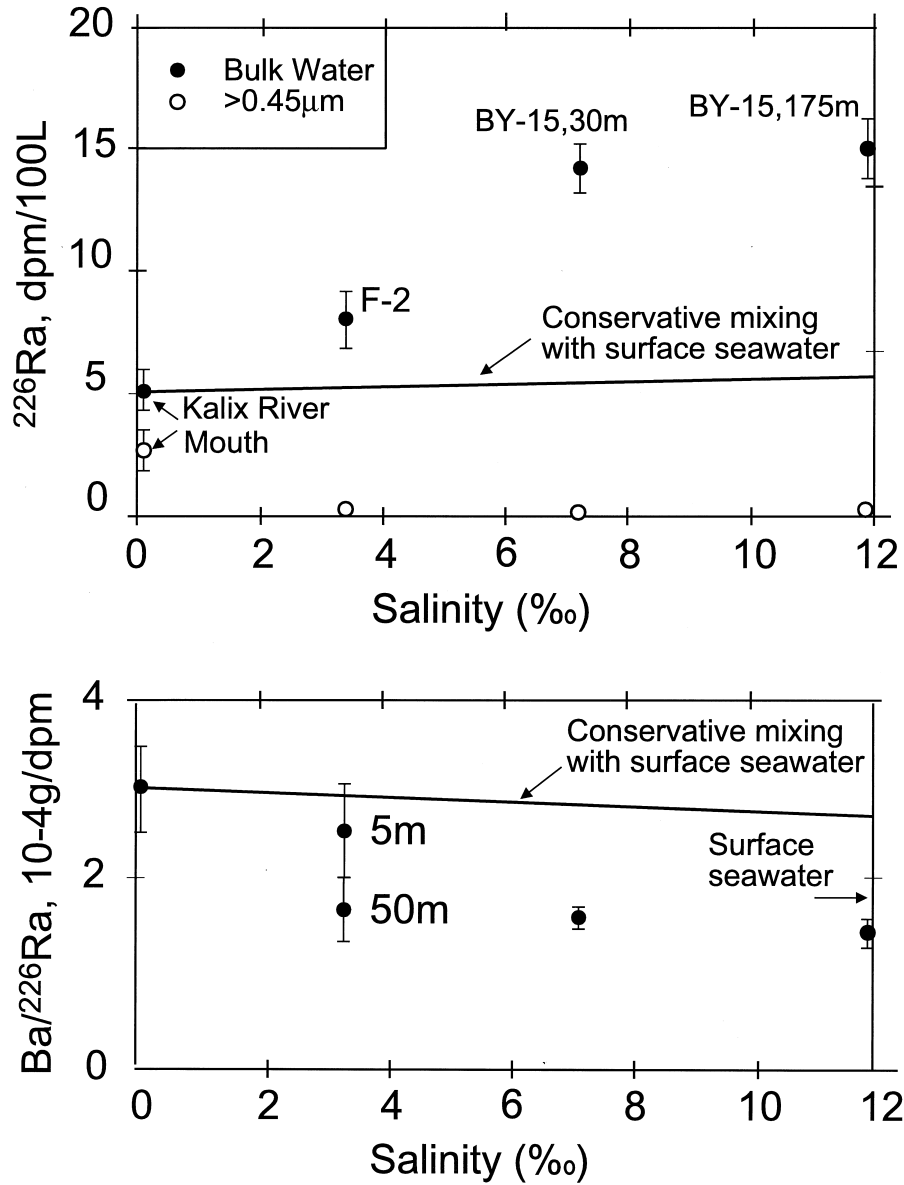 20
Bulk Water
>0.45μm
BY-15,30m
BY-15,175m
15
10
F-2
Conservative mixing
with surface seawater
5
Kalix River
Mouth
0
²²⁶Ra, dpm/100L
0 2 4 6 8 10 12
Salinity (‰)
4
Conservative mixing
with surface seawater
5m
Surface
seawater
2
50m
0
Ba/²²⁶Ra, 10-4g/dpm
0 2 4 6 8 10 12
Salinity (‰)